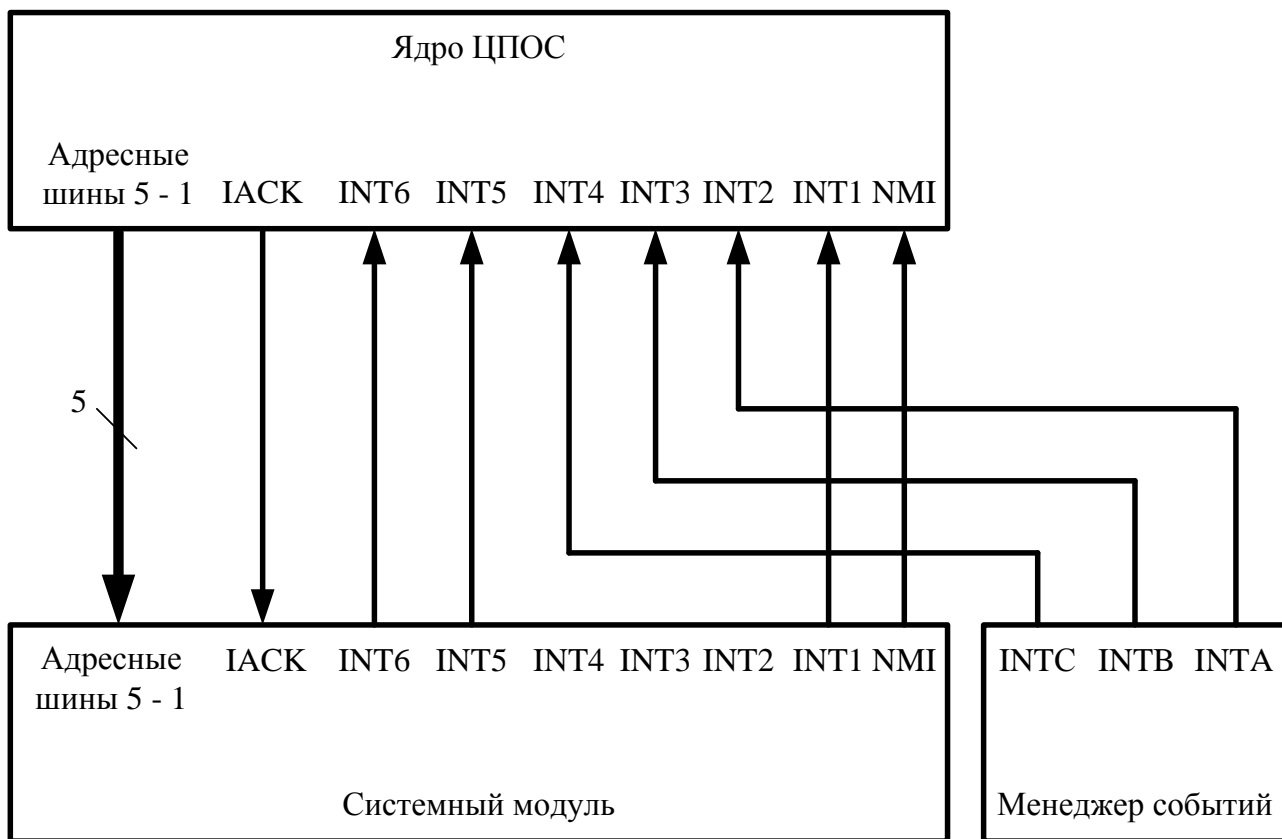 Ядро ЦПОС
Адресные
шины 5 - 1 IACK INT6 INT5 INT4 INT3 INT2 INT1 NMI
5
Адресные IACK INT6 INT5 INT4 INT3 INT2 INT1 NMI INTC INTB INTA
шины 5 - 1
Системный модуль Менеджер событий